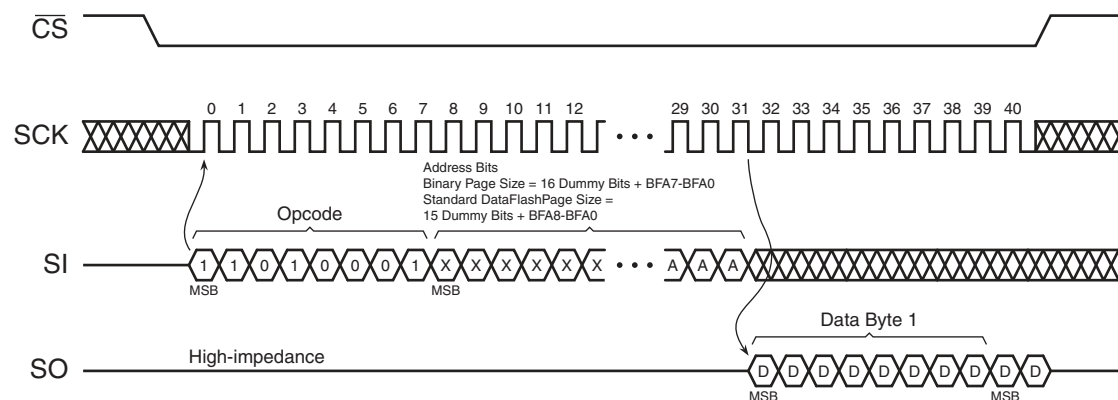 CS
0 1 2 3 4 5 6 7 8 9 10 11 12 29 30 31 32 33 34 35 36 37 38 39 40
SCK • • •
Address Bits
Binary Page Size = 16 Dummy Bits + BFA7-BFA0
Standard DataFlashPage Size =
15 Dummy Bits + BFA8-BFA0
Opcode
SI 1 1 0 1 0 0 0 1 X X X X X X • • • A A A
MSB MSB
Data Byte 1
High-impedance
SO D D D D D D D D D D
MSB MSB